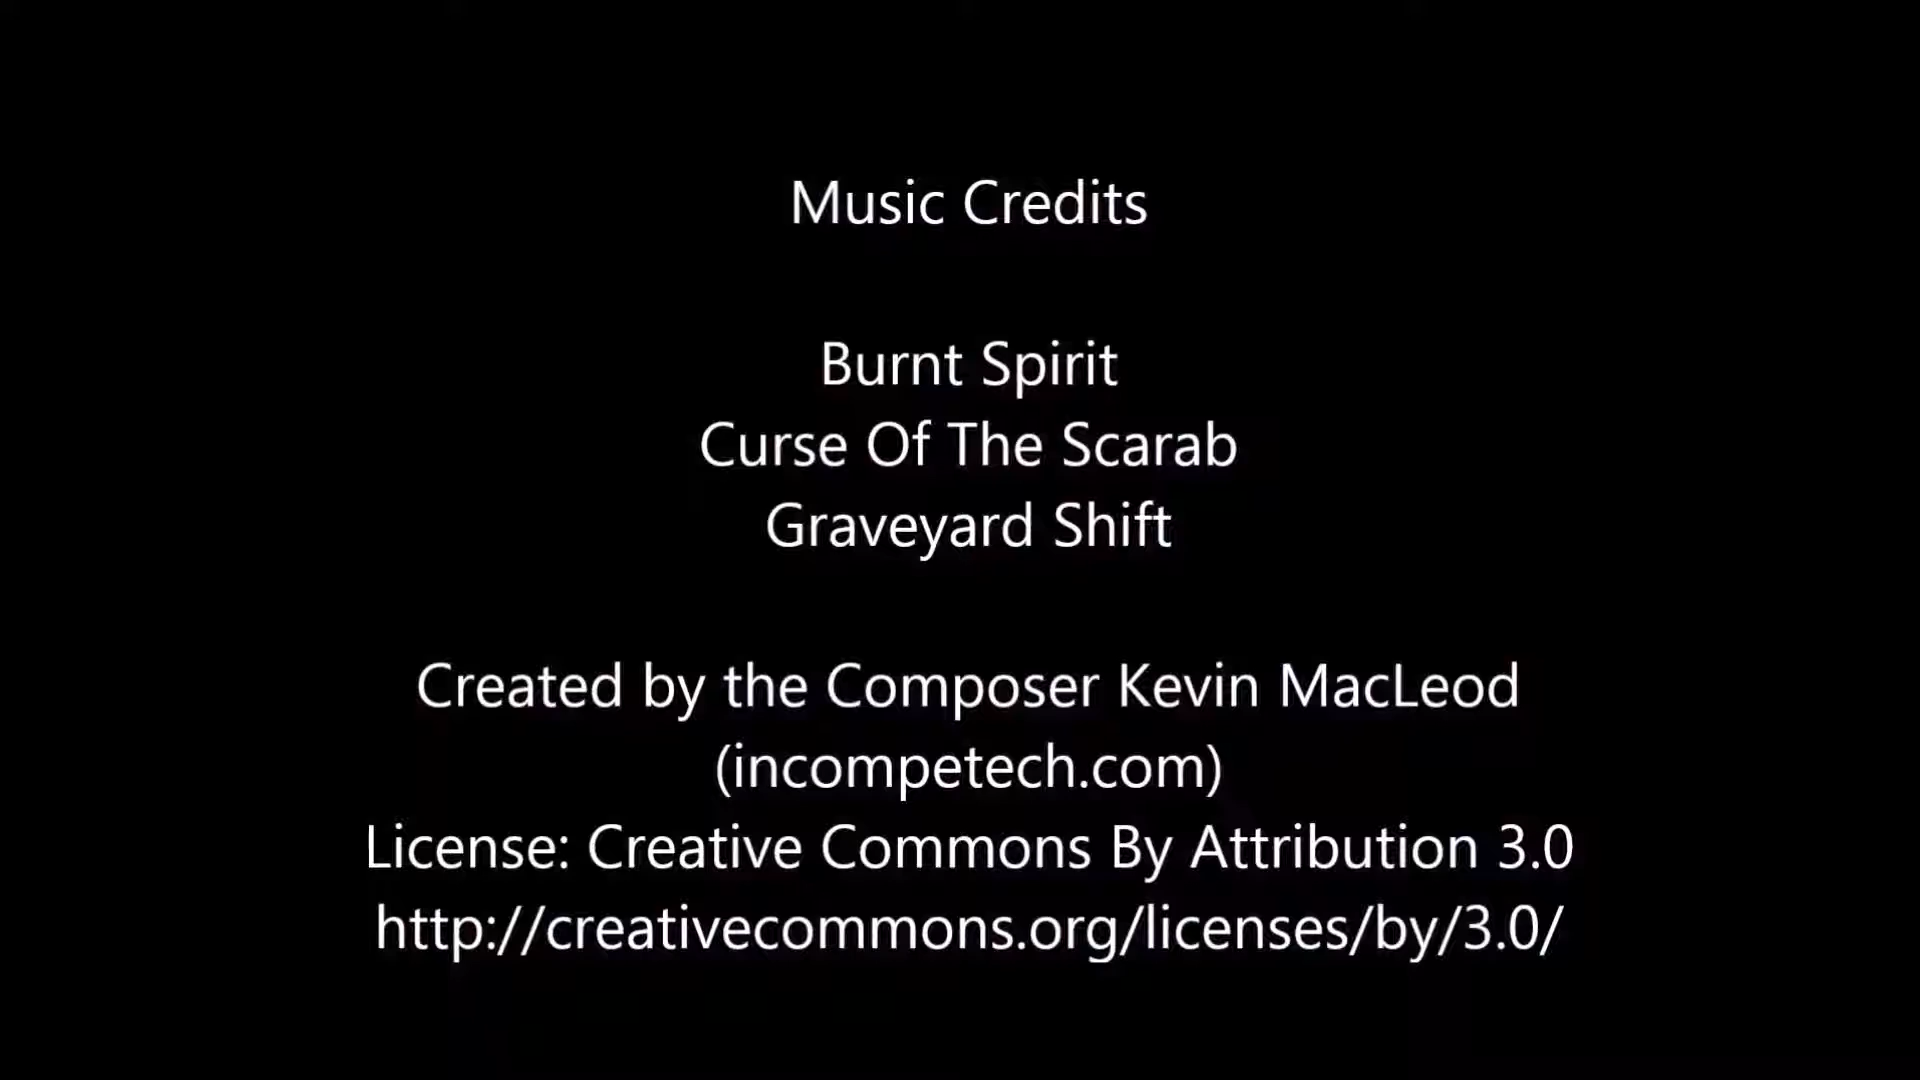 Music Credits
Burnt Spirit
Curse Of The Scarab
Graveyard Shift
Created by the Composer Kevin MacLeod
(incompetech.com)
License: Creative Commons By Attribution 3.0
http://creativecommons.org/licenses/by/3.0/